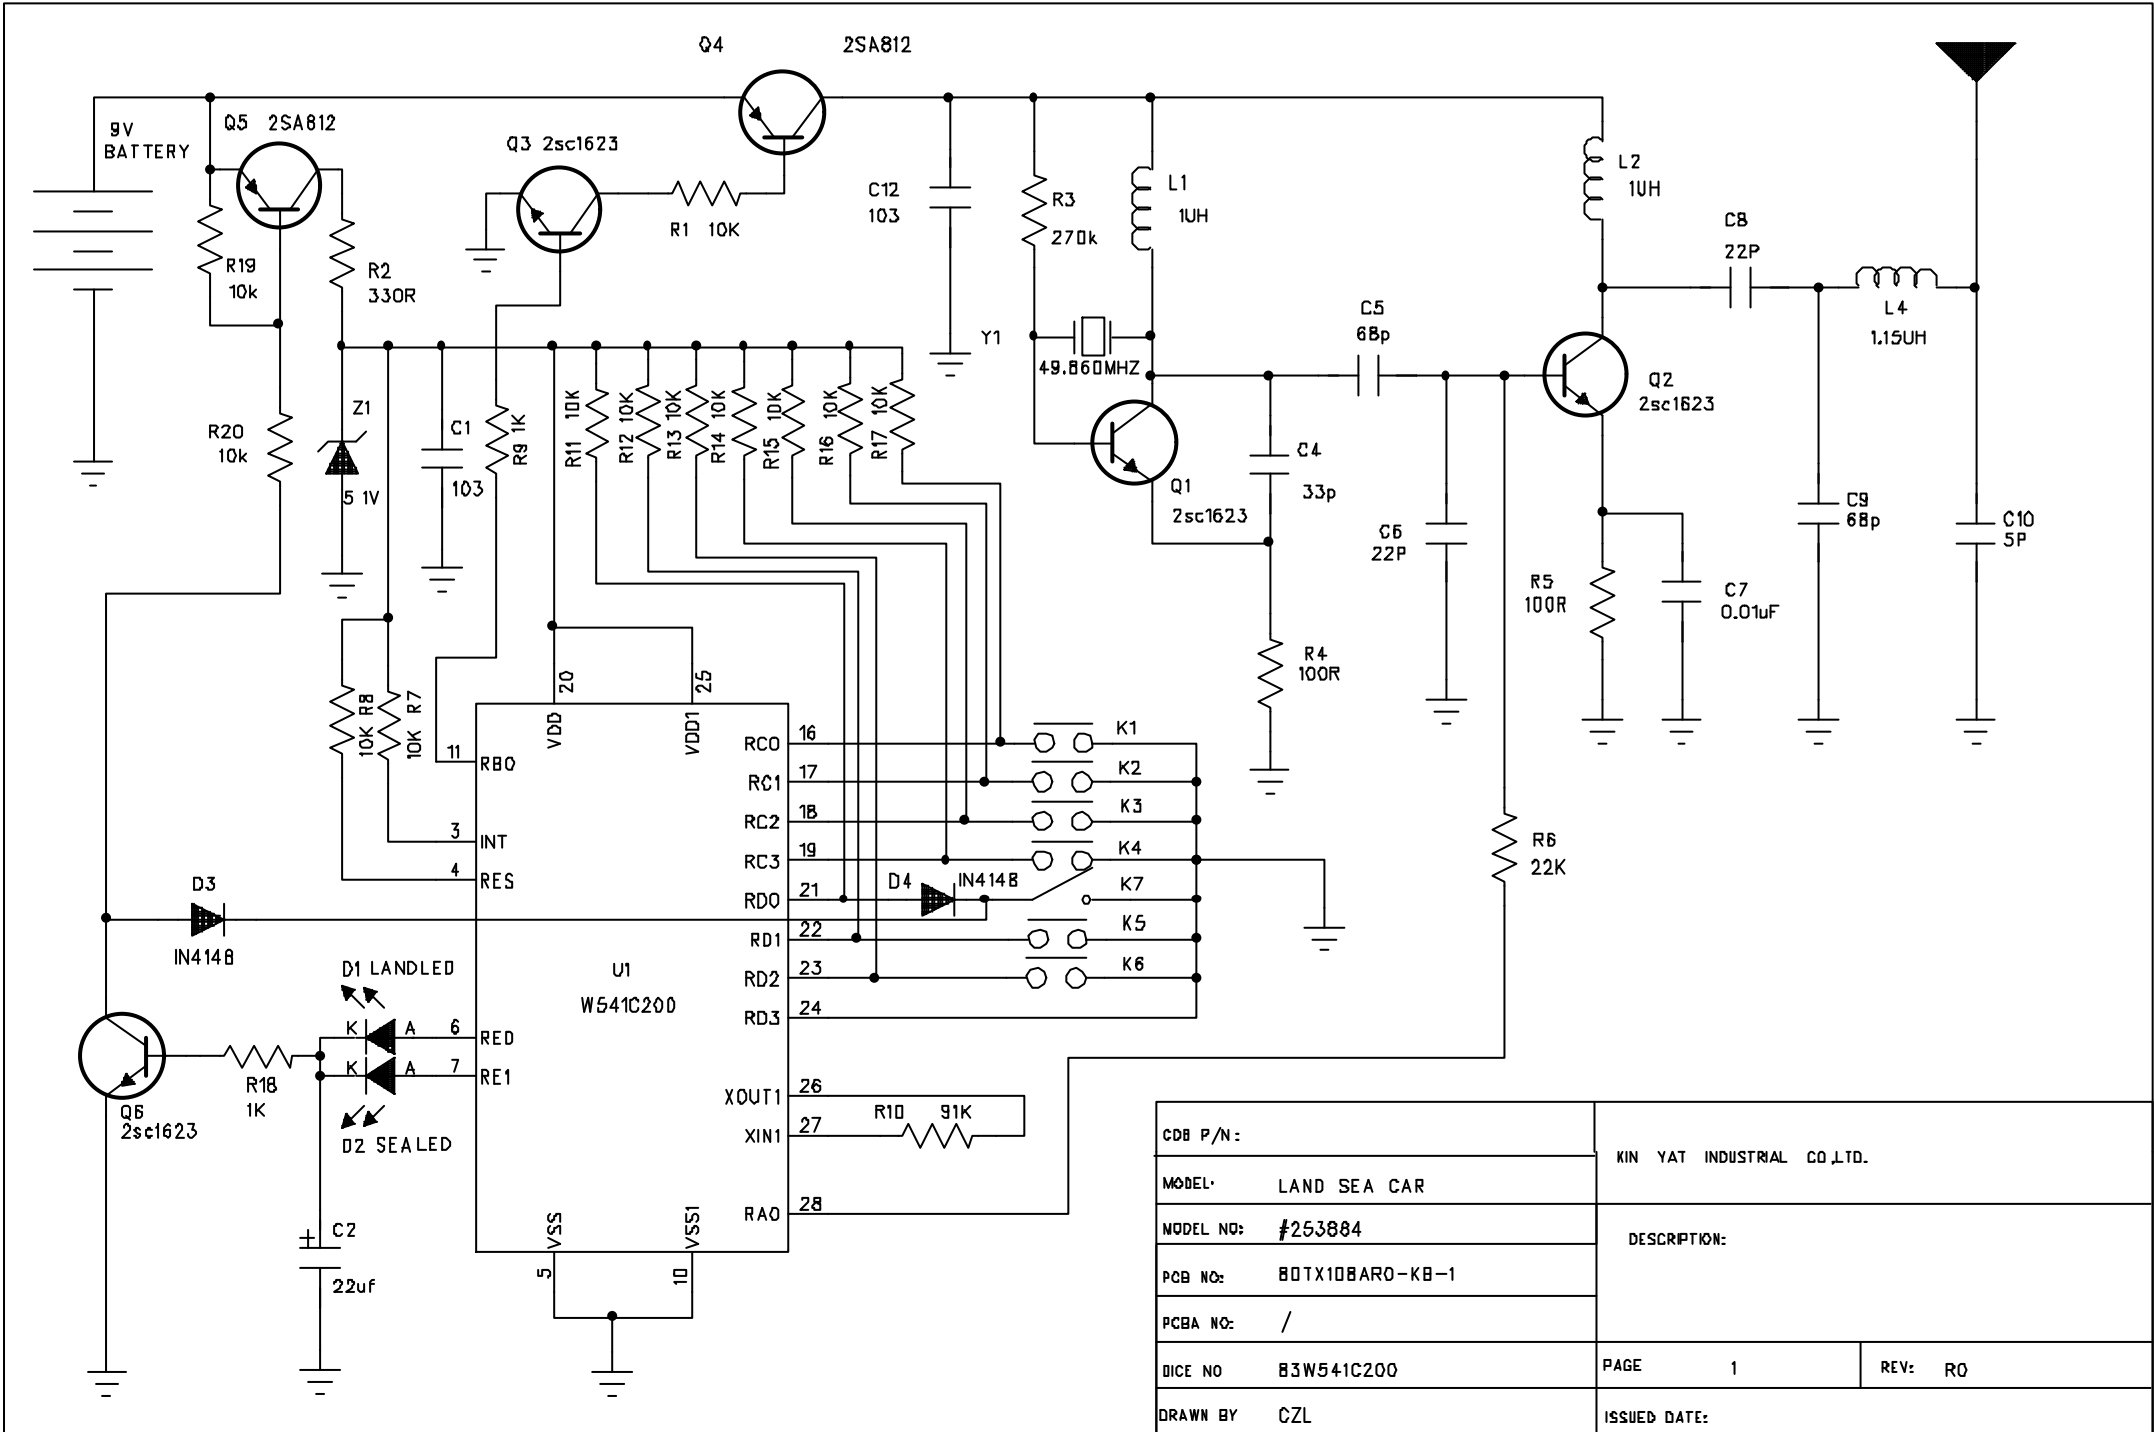 Q4 2SA812
9V
BATTERY
Q5 2SA812
Q3 2sc1623
R1 10K
R19
10k
R2
330R
C12
103
R3
270k
L1
1UH
L2
1UH
C8
22P
L4
1.15UH
Y1
49.860MHZ
C5
68p
Q2
2sc1623
R20
10k
Z1
5 1V
C1
103
R9 1K
R11 10K
R12 10K
R13 10K
R14 10K
R15 10K
R16 10K
R17 10K
Q1
2sc1623
C4
33p
C6
22P
C9
68p
C10
5P
R5
100R
C7
0.01uF
R4
100R
10K R8
10K R7
20
VDD
25
VDD1
11 RB0
3 INT
4 RES
6 RE0
7 RE1
RC0 16
RC1 17
RC2 18
RC3 19
RD0 21
RD1 22
RD2 23
RD3 24
XOUT1 26
XIN1 27
RA0 28
K1
K2
K3
K4
K7
K5
K6
D4 IN4148
R6
22K
D3
IN4148
U1
W541C200
D1 LANDLED
K A
K A
D2 SEALED
R18
1K
Q6
2sc1623
R10 91K
+ C2
22uf
VSS
5
VSS1
10
COB P/N:
KIN YAT INDUSTRIAL CO,LTD.
MODEL: LAND SEA CAR
MODEL NO: #253884
DESCRIPTION:
PCB NO: 80TX108AR0-KB-1
PCBA NO: /
DICE NO 83W541C200
PAGE 1
REV: R0
DRAWN BY CZL
ISSUED DATE: